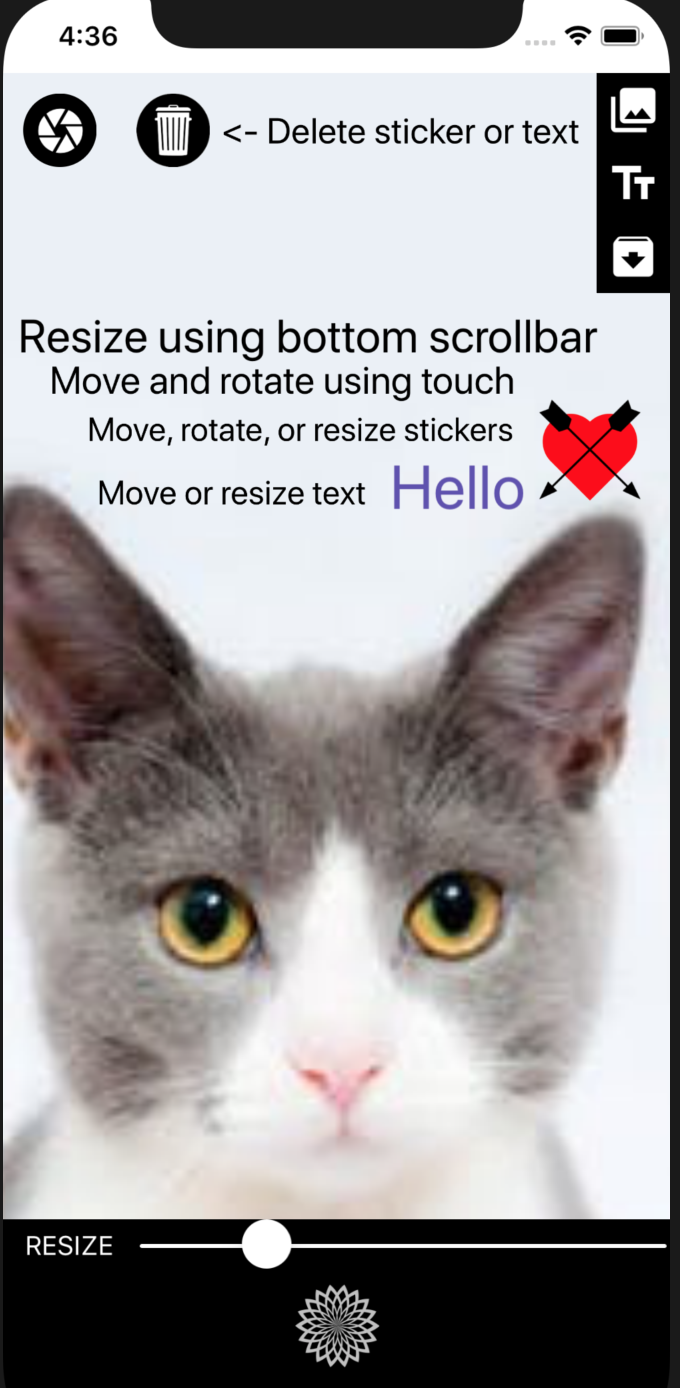 4:36
<- Delete sticker or text
TT
Resize using bottom scrollbar
Move and rotate using touch
Move, rotate, or resize stickers
Move or resize text Hello
RESIZE